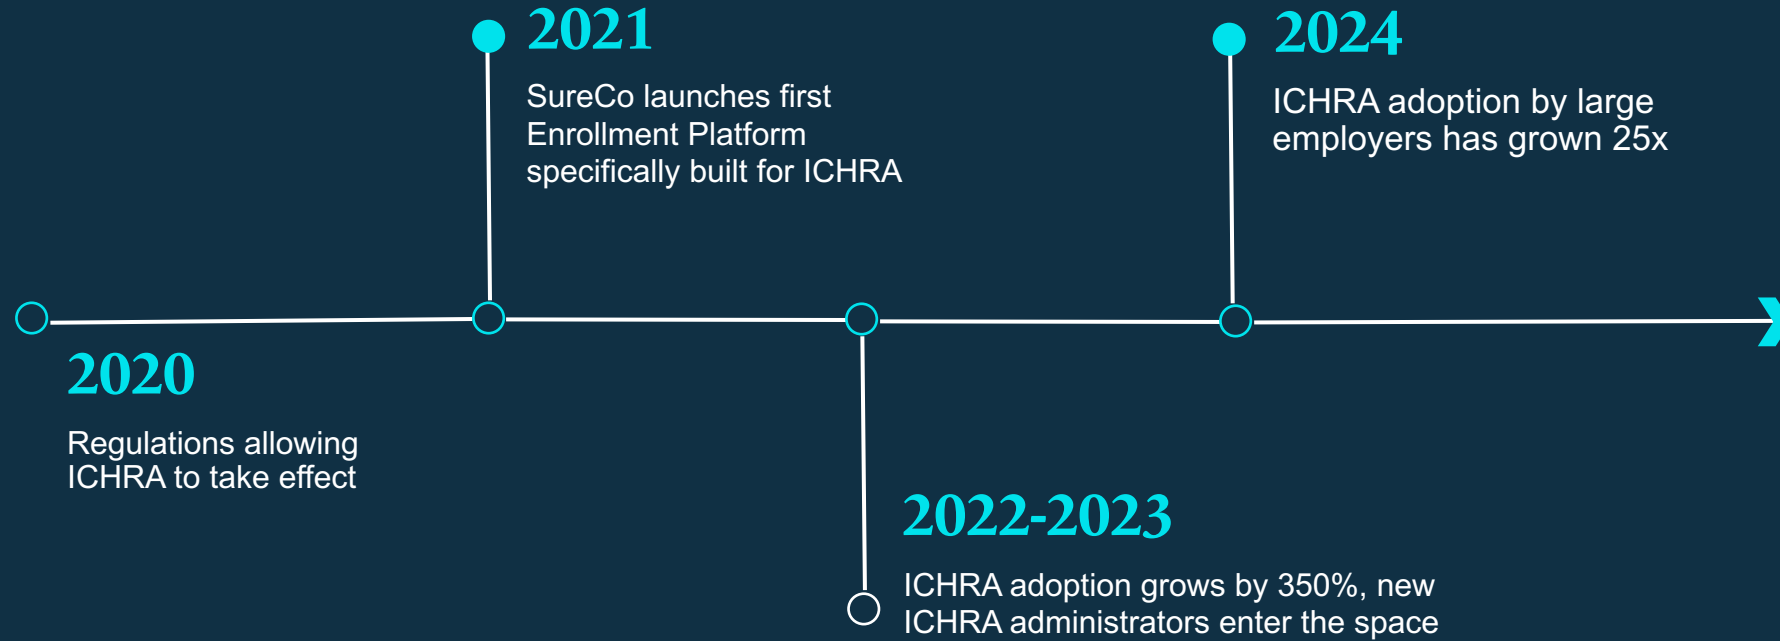 2020
Regulations allowing
ICHRA to take effect
2021
SureCo launches first
Enrollment Platform
specifically built for ICHRA
2022-2023
ICHRA adoption grows by 350%, new
ICHRA administrators enter the space
2024
ICHRA adoption by large
employers has grown 25x